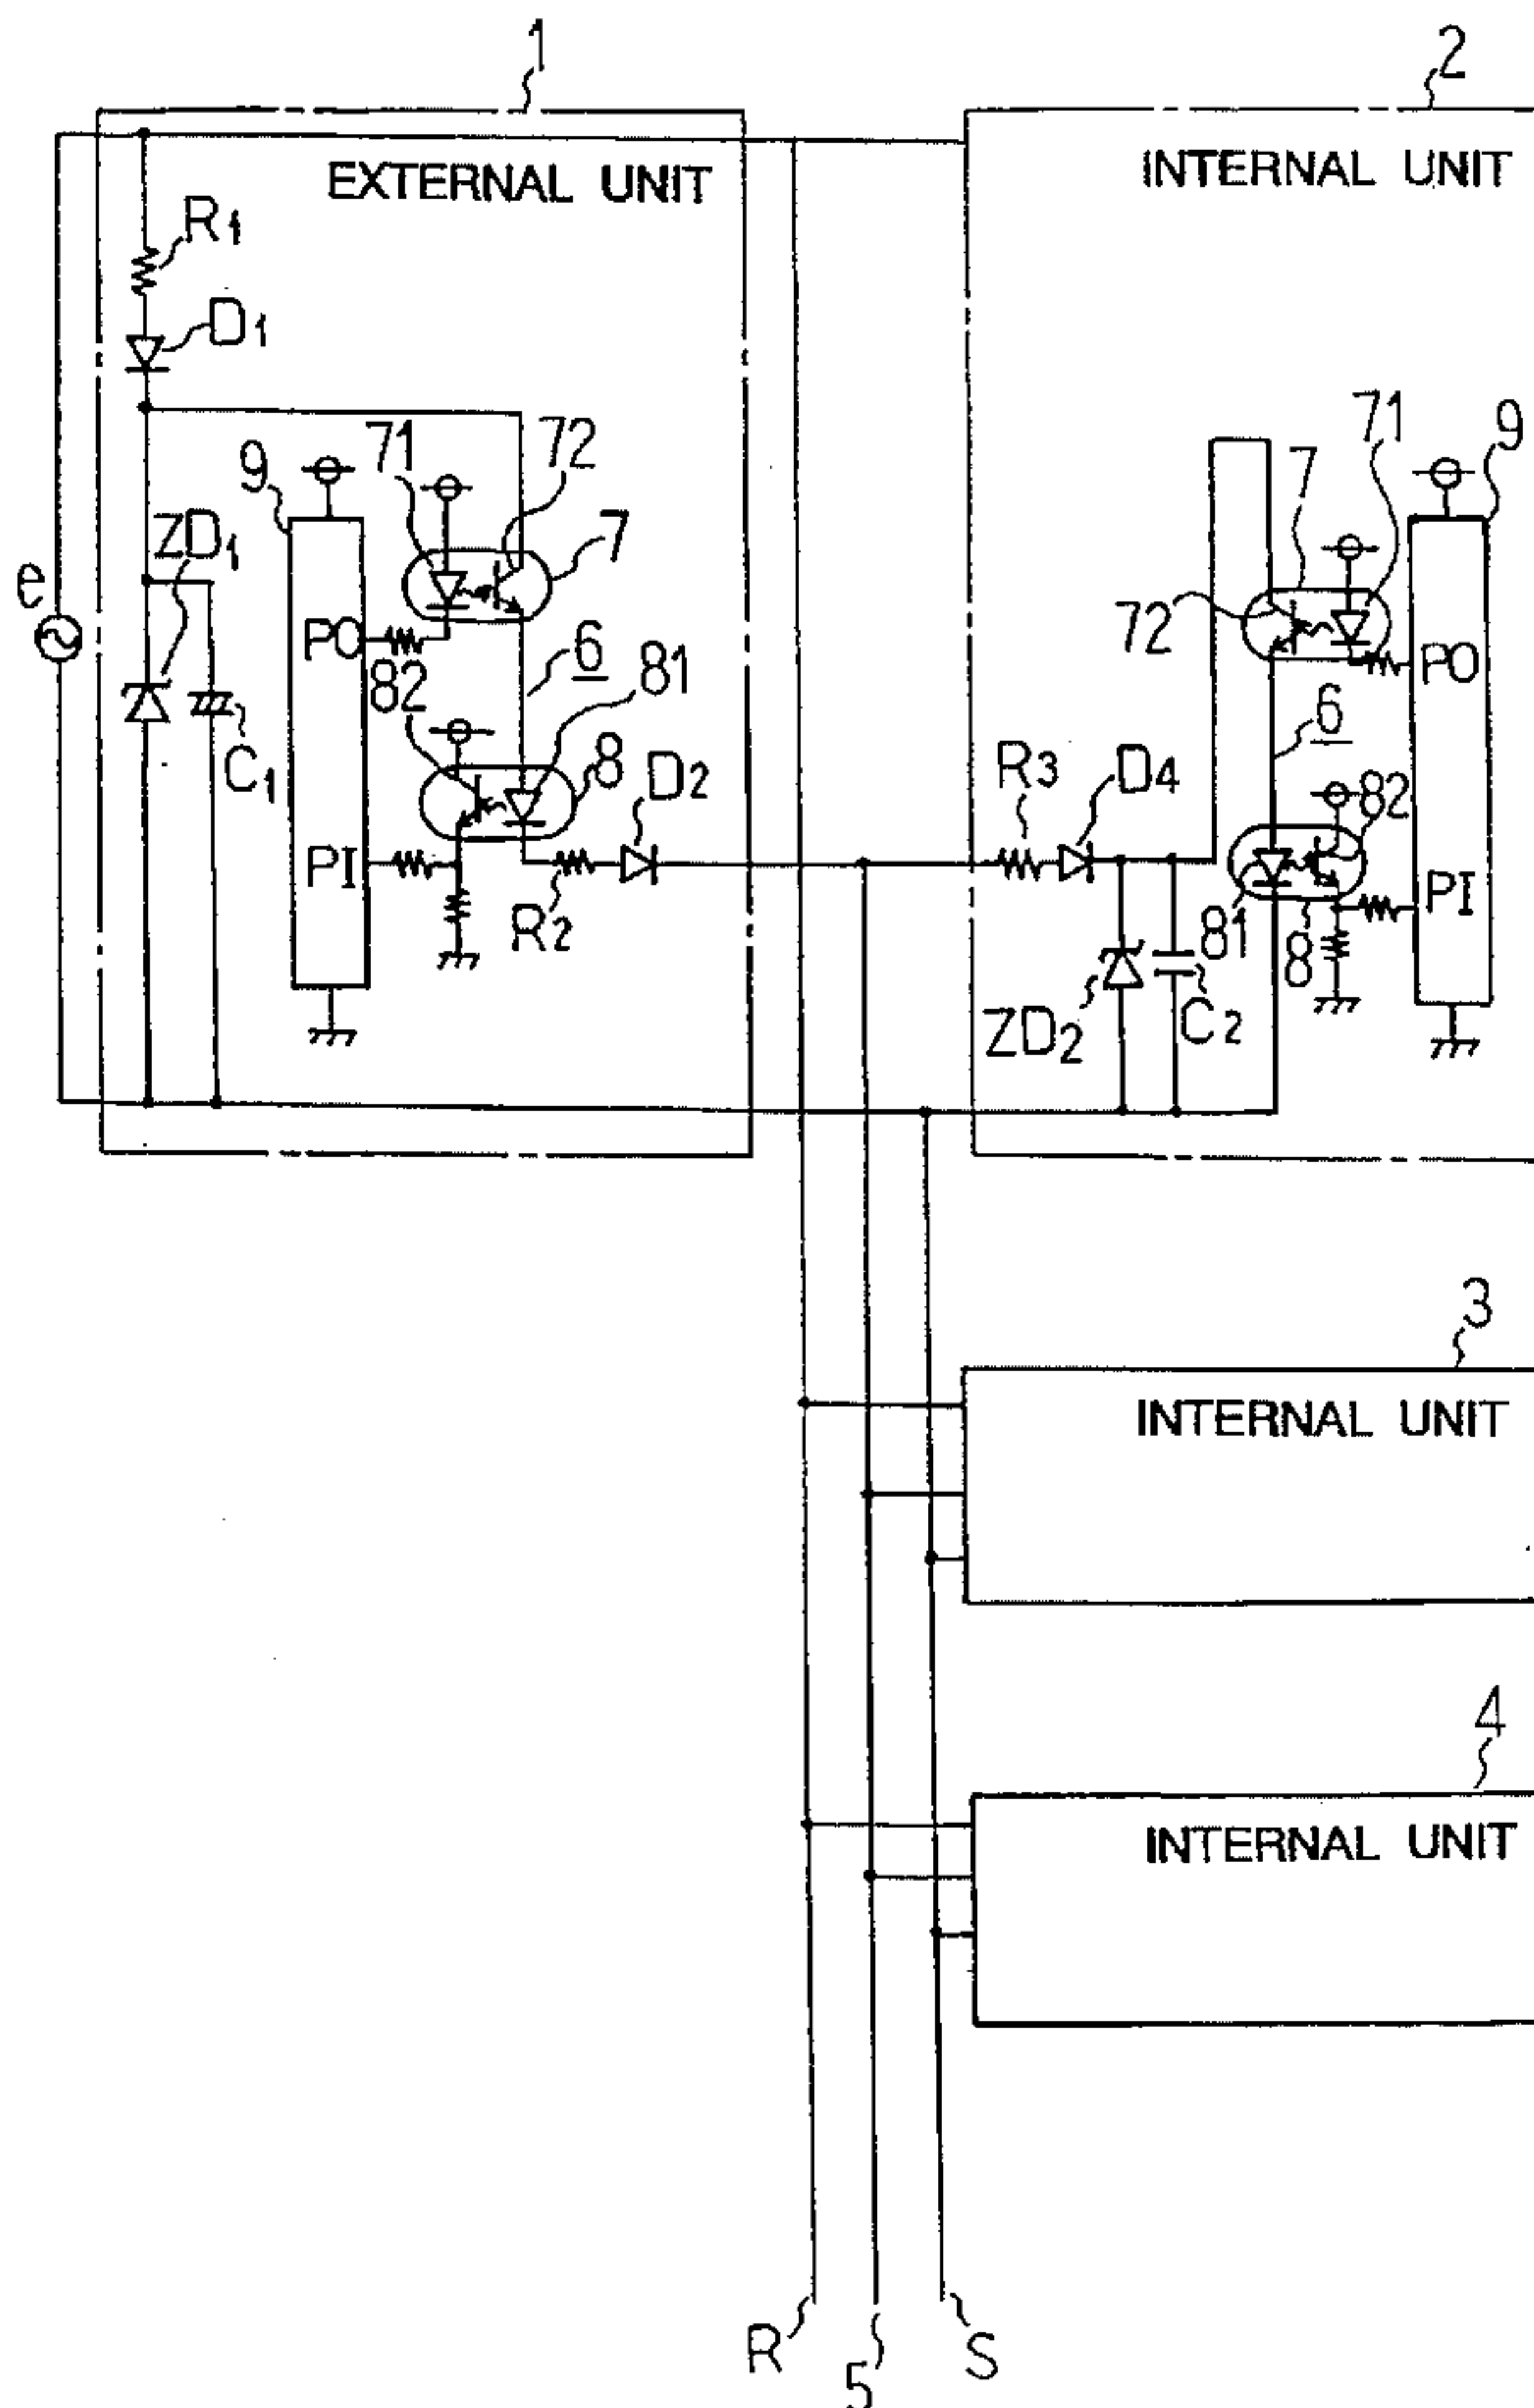 1
2
EXTERNAL UNIT
INTERNAL UNIT
R1
D1
71
72
9
7
ZD1
e
PO
82
6
81
C1
8
D2
PI
R2
71
9
7
72
PO
6
R3
D4
82
PI
81
8
ZD2
C2
3
INTERNAL UNIT
4
INTERNAL UNIT
R
5
S